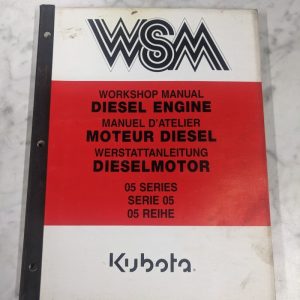 WSM
WORKSHOP MANUAL
DIESEL ENGINE
MANUEL D'ATELIER
MOTEUR DIESEL
WERSTATTANLEITUNG
DIESELMOTOR
05 SERIES
SERIE 05
05 REIHE
Kubota